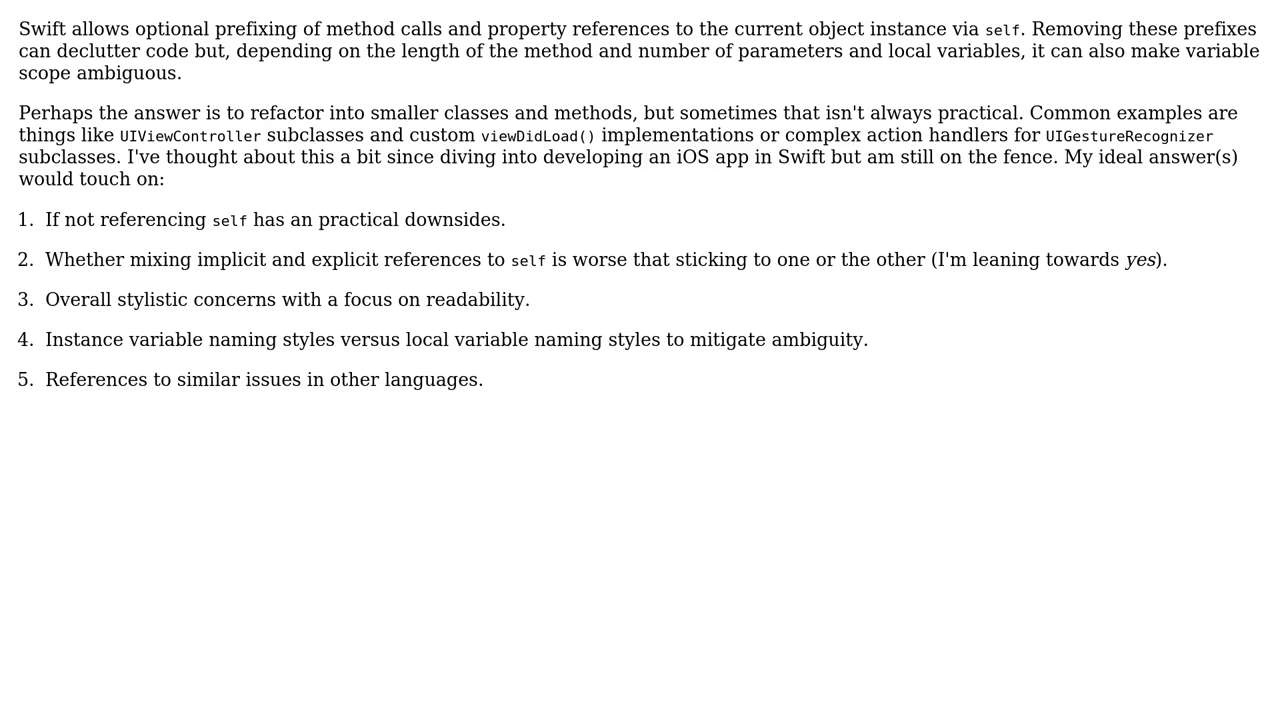 Swift allows optional prefixing of method calls and property references to the current object instance via self. Removing these prefixes
can declutter code but, depending on the length of the method and number of parameters and local variables, it can also make variable
scope ambiguous.
Perhaps the answer is to refactor into smaller classes and methods, but sometimes that isn't always practical. Common examples are
things like UIViewController subclasses and custom viewDidLoad() implementations or complex action handlers for UIGestureRecognizer
subclasses. I've thought about this a bit since diving into developing an iOS app in Swift but am still on the fence. My ideal answer(s)
would touch on:
1. If not referencing self has an practical downsides.
2. Whether mixing implicit and explicit references to self is worse that sticking to one or the other (I'm leaning towards yes).
3. Overall stylistic concerns with a focus on readability.
4. Instance variable naming styles versus local variable naming styles to mitigate ambiguity.
5. References to similar issues in other languages.